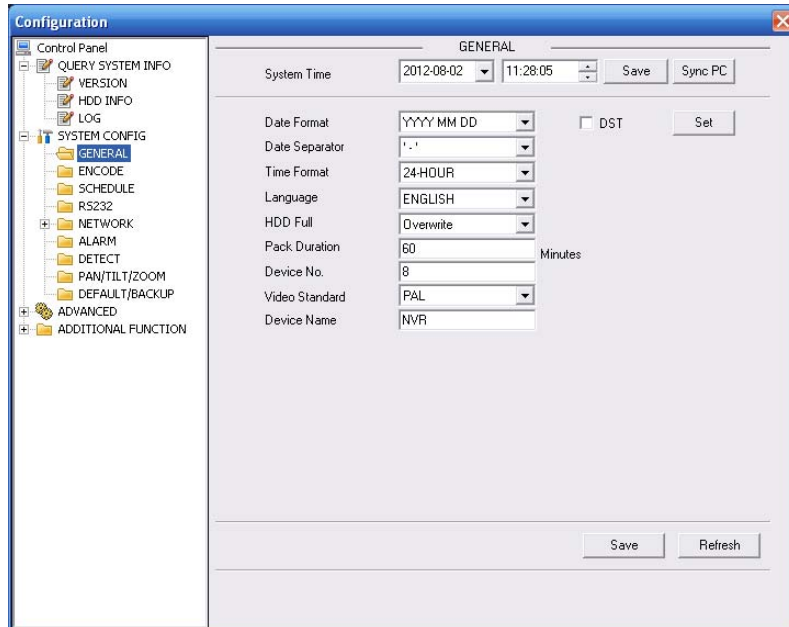 Configuration
Control Panel
QUERY SYSTEM INFO
VERSION
HDD INFO
LOG
SYSTEM CONFIG
GENERAL
ENCODE
SCHEDULE
RS232
NETWORK
ALARM
DETECT
PAN/TILT/ZOOM
DEFAULT/BACKUP
ADVANCED
ADDITIONAL FUNCTION
GENERAL
System Time 2012-08-02 11:28:05 Save Sync PC
Date Format YYYY MM DD DST Set
Date Separator '-'
Time Format 24-HOUR
Language ENGLISH
HDD Full Overwrite
Pack Duration 60 Minutes
Device No. 8
Video Standard PAL
Device Name NVR
Save Refresh